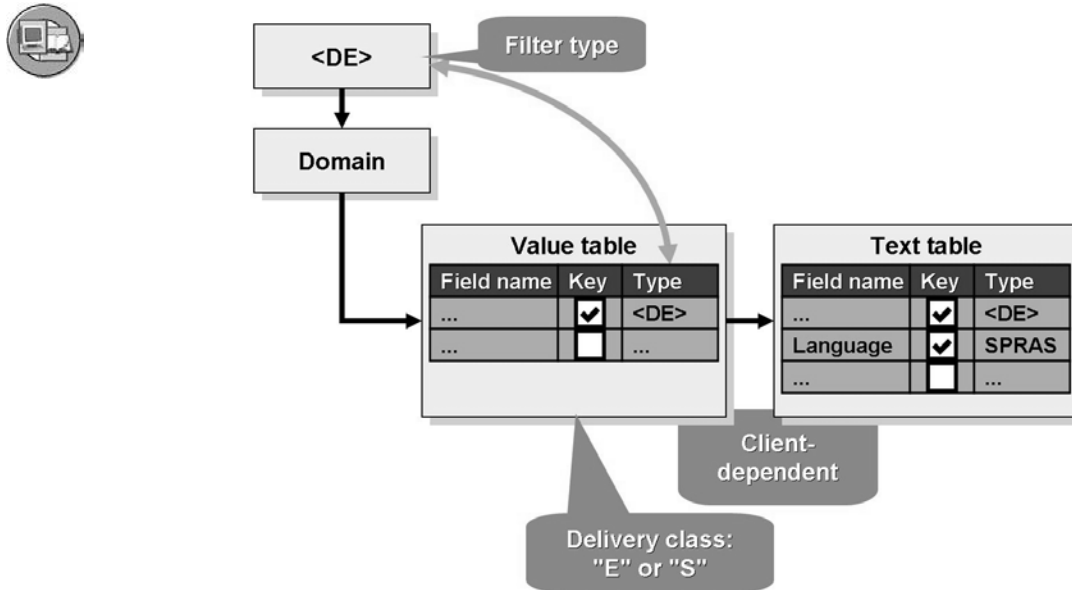 <DE>
Filter type
Domain
Value table
Field name Key Type
... <DE>
... ...
Text table
Field name Key Type
... <DE>
Language SPRAS
... ...
Client-
dependent
Delivery class:
"E" or "S"